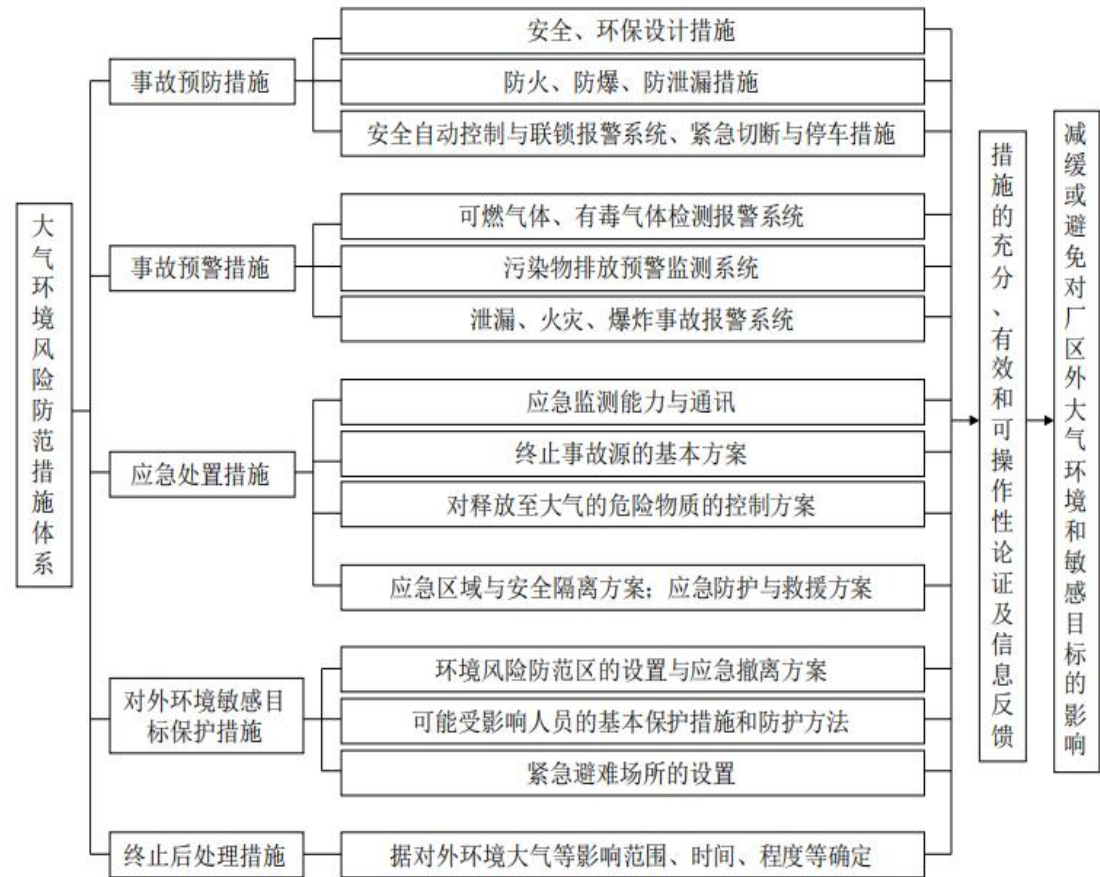 大气环境风险防范措施体系
事故预防措施
安全、环保设计措施
防火、防爆、防泄漏措施
安全自动控制与联锁报警系统、紧急切断与停车措施
事故预警措施
可燃气体、有毒气体检测报警系统
污染物排放预警监测系统
泄漏、火灾、爆炸事故报警系统
应急处置措施
应急监测能力与通讯
终止事故源的基本方案
对释放至大气的危险物质的控制方案
应急区域与安全隔离方案；应急防护与救援方案
对外环境敏感目
标保护措施
环境风险防范区的设置与应急撤离方案
可能受影响人员的基本保护措施和防护方法
紧急避难场所的设置
终止后处理措施
据对外环境大气等影响范围、时间、程度等确定
措施的充分、有效和可操作性论证及信息反馈
减缓或避免对厂区外大气环境和敏感目标的影响